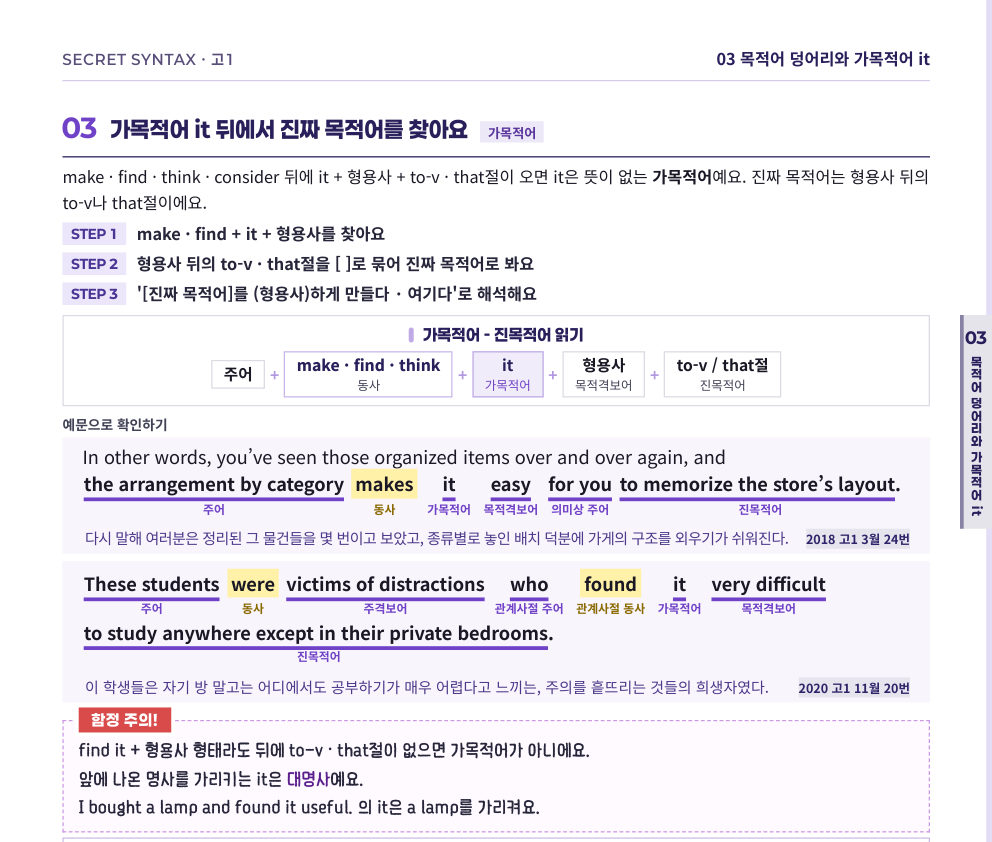 SECRET SYNTAX · 고1
03 목적어 덩어리와 가목적어 it
03 가목적어 it 뒤에서 진짜 목적어를 찾아요 가목적어
make · find · think · consider 뒤에 it + 형용사 + to-v · that절이 오면 it은 뜻이 없는 가목적어예요. 진짜 목적어는 형용사 뒤의
to-v나 that절이에요.
STEP 1 make · find + it + 형용사를 찾아요
STEP 2 형용사 뒤의 to-v · that절을 [ ]로 묶어 진짜 목적어로 봐요
STEP 3 '[진짜 목적어]를 (형용사)하게 만들다 · 여기다'로 해석해요
가목적어 - 진목적어 읽기
주어 + make · find · think + it + 형용사 + to-v / that절
동사 가목적어 목적격보어 진목적어
예문으로 확인하기
In other words, you’ve seen those organized items over and over again, and
the arrangement by category makes it easy for you to memorize the store’s layout.
주어 동사 가목적어 목적격보어 의미상 주어 진목적어
다시 말해 여러분은 정리된 그 물건들을 몇 번이고 보았고, 종류별로 놓인 배치 덕분에 가게의 구조를 외우기가 쉬워진다. 2018 고1 3월 24번
These students were victims of distractions who found it very difficult
주어 동사 주격보어 관계사절 주어 관계사절 동사 가목적어 목적격보어
to study anywhere except in their private bedrooms.
진목적어
이 학생들은 자기 방 말고는 어디에서도 공부하기가 매우 어렵다고 느끼는, 주의를 흩뜨리는 것들의 희생자였다. 2020 고1 11월 20번
함정 주의!
find it + 형용사 형태라도 뒤에 to-v · that절이 없으면 가목적어가 아니에요.
앞에 나온 명사를 가리키는 it은 대명사예요.
I bought a lamp and found it useful. 의 it은 a lamp를 가리켜요.
03
목적어 덩어리와 가목적어 it